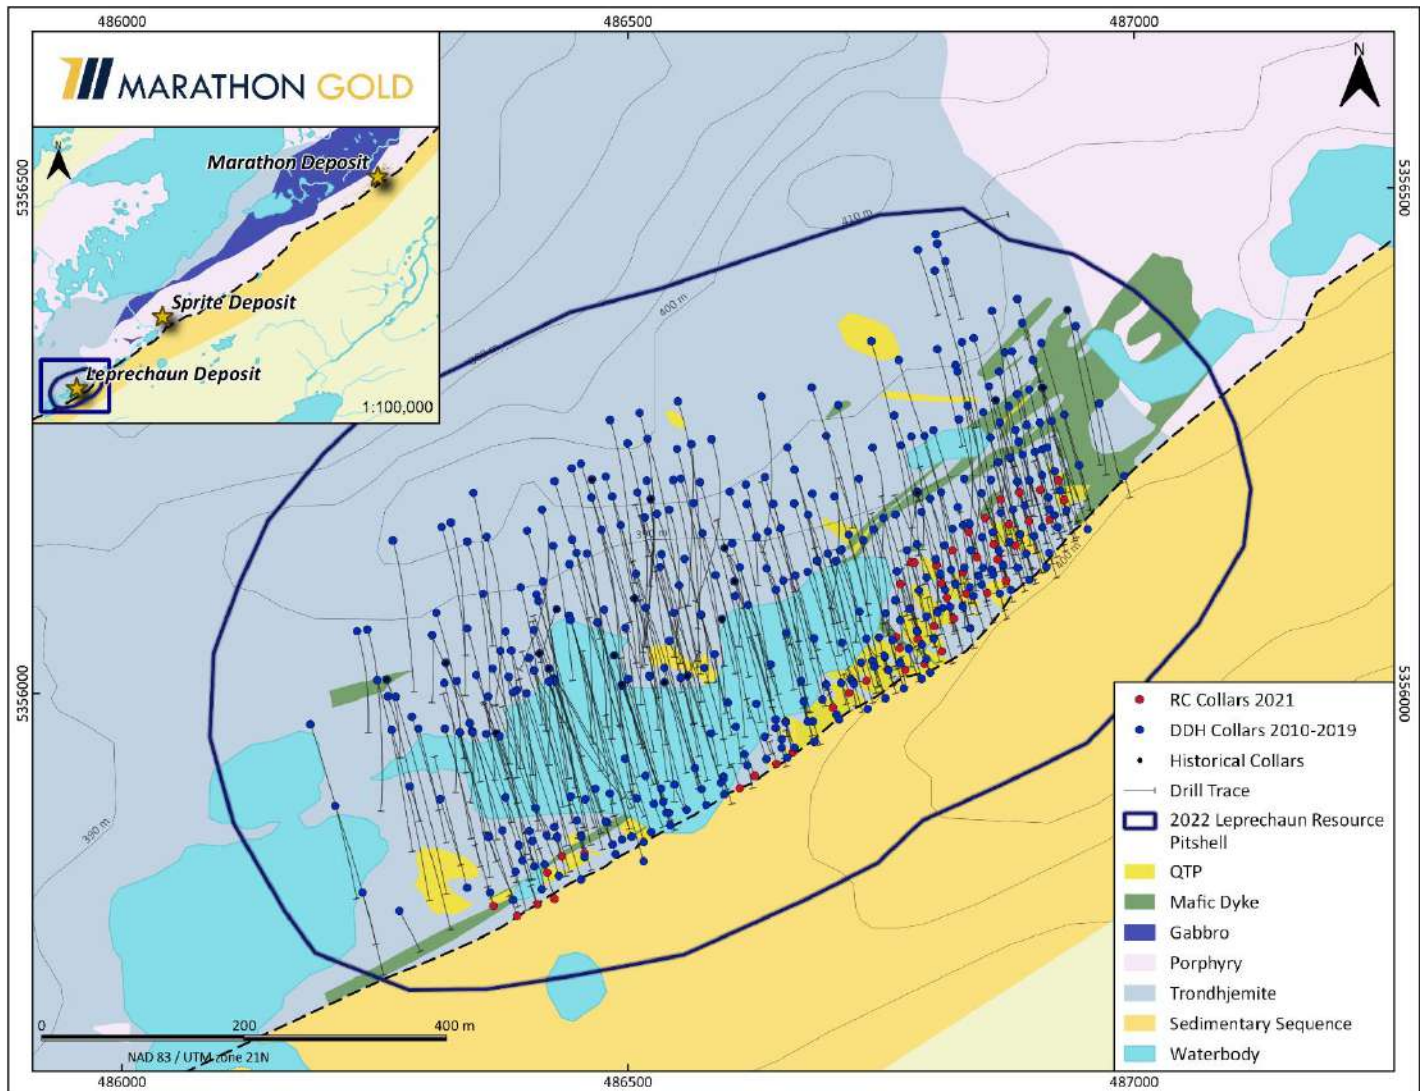 486000
486500
487000
MARATHON GOLD
N
N
Marathon Deposit
Sprite Deposit
Leprechaun Deposit
1:100,000
5356500
5356500
410 m
400 m
390 m
400 m
5356000
5356000
390 m
RC Collars 2021
DDH Collars 2010-2019
Historical Collars
Drill Trace
2022 Leprechaun Resource
Pitshell
QTP
Mafic Dyke
Gabbro
Porphyry
Trondhjemite
Sedimentary Sequence
Waterbody
0
200
400 m
NAD 83 / UTM zone 21N
486000
486500
487000